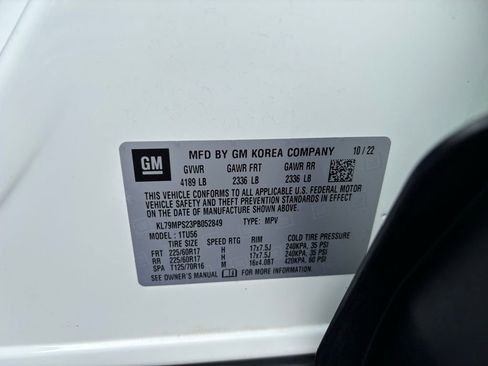 GM
MFD BY GM KOREA COMPANY 10/22
GVWR GAWR FRT GAWR RR
4189 LB 2336 LB 2336 LB
THIS VEHICLE CONFORMS TO ALL APPLICABLE U.S. FEDERAL MOTOR
VEHICLE SAFETY AND THEFT PREVENTION STANDARDS IN EFFECT
ON THE DATE OF MANUFACTURE SHOWN ABOVE.
KL79MPS23PB052849 TYPE: MPV
MODEL: 1TU56
TIRE SIZE SPEED RTG RIM COLD TIRE PRESSURE
FRT 225/60R17 H 17x7.5J 240KPA, 35 PSI
RR 225/60R17 H 17x7.5J 240KPA, 35 PSI
SPA T125/70R16 M 16x4.0BT 420KPA, 60 PSI
SEE OWNER'S MANUAL FOR MORE INFORMATION